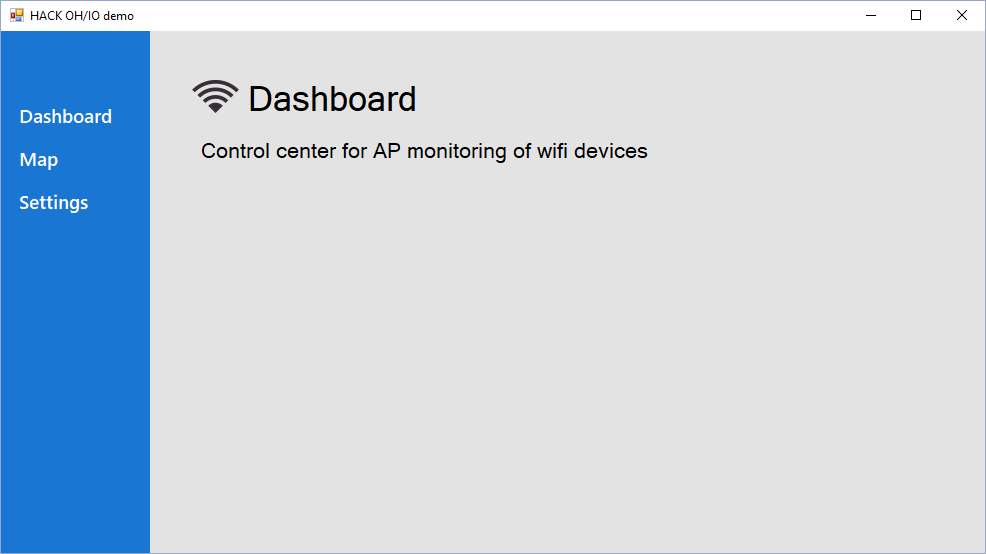 HACK OH/IO demo
Dashboard
Map
Settings
Dashboard
Control center for AP monitoring of wifi devices